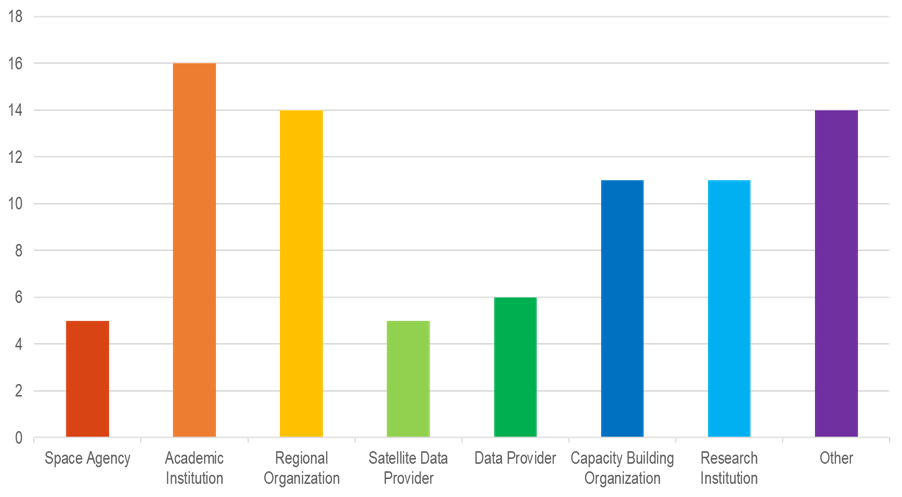 18
16
14
12
10
8
6
4
2
0
Space Agency
Academic
Institution
Regional
Organization
Satellite Data
Provider
Data Provider
Capacity Building
Organization
Research
Institution
Other